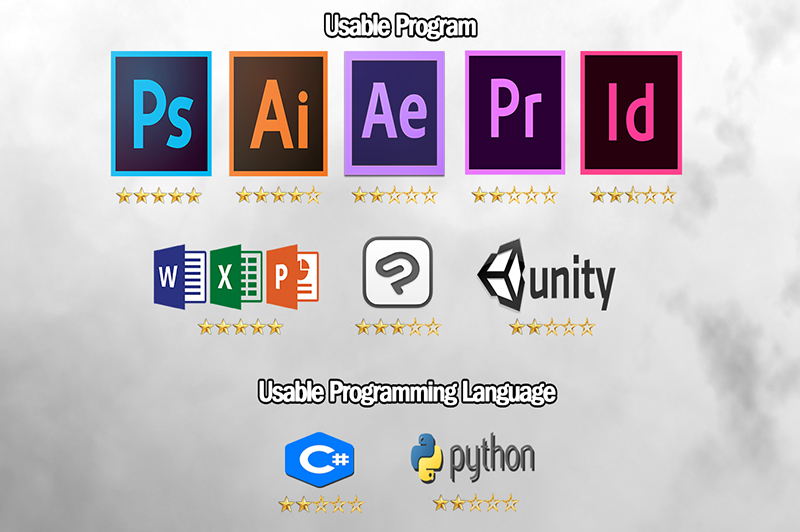 Usable Program
Ps Ai Ae Pr Id
W X P unity
Usable Programming Language
C# python